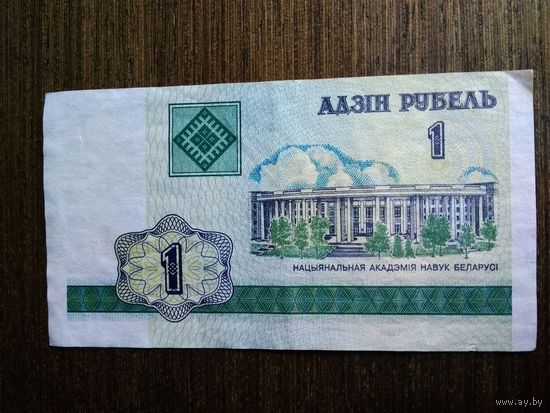 АДЗІН РУБЕЛЬ
1
НАЦЫЯНАЛЬНАЯ АКАДЭМІЯ НАВУК БЕЛАРУСІ
1
www.ay.by